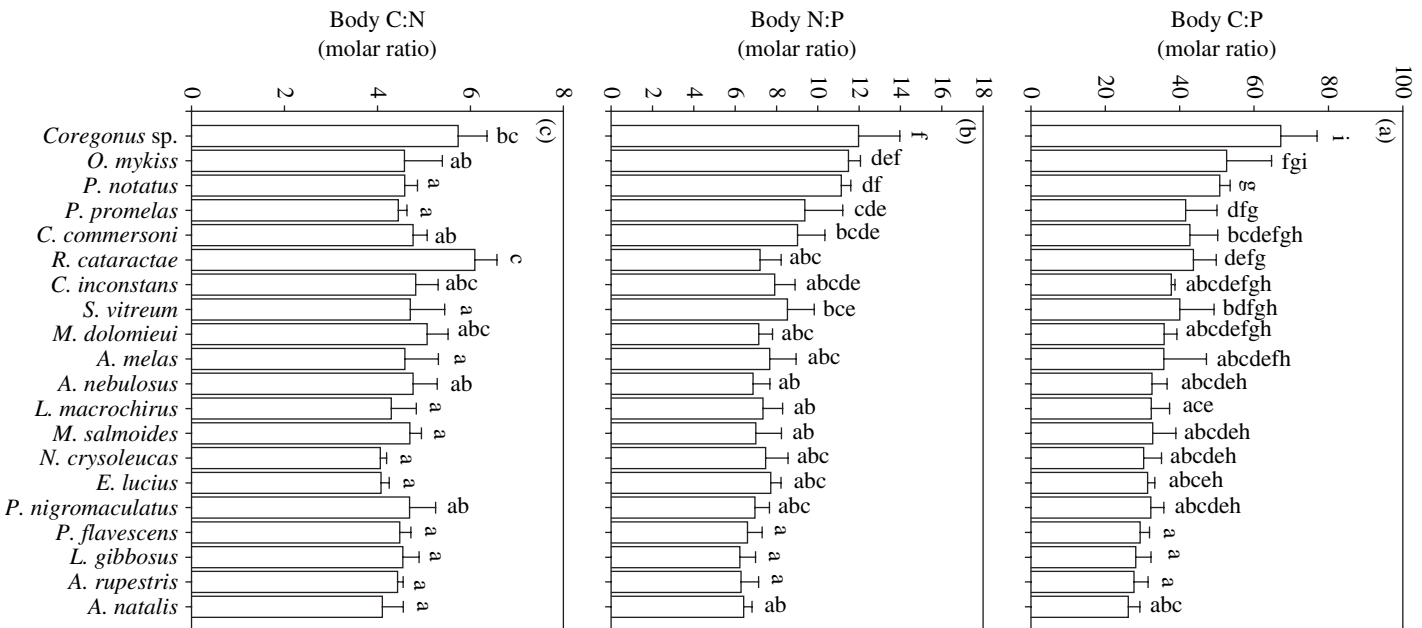 Body C:N
(molar ratio)
0
2
4
6
8
(c)
Coregonus sp.
O. mykiss
P. notatus
P. promelas
C. commersoni
R. cataractae
C. inconstans
S. vitreum
M. dolomieui
A. melas
A. nebulosus
L. macrochirus
M. salmoides
N. crysoleucas
E. lucius
P. nigromaculatus
P. flavescens
L. gibbosus
A. rupestris
A. natalis
bc
ab
a
a
ab
c
abc
a
abc
a
ab
a
a
a
a
ab
a
a
a
a
Body N:P
(molar ratio)
0
2
4
6
8
10
12
14
16
18
(b)
f
def
df
cde
bcde
abc
abcde
bce
abc
abc
ab
ab
ab
abc
abc
abc
a
a
a
ab
Body C:P
(molar ratio)
0
20
40
60
80
100
(a)
i
fgi
g
dfg
bcdefgh
defg
abcdefgh
bdfgh
abcdefgh
abcdefh
abcdeh
ace
abcdeh
abcdeh
abceh
abcdeh
a
a
a
abc